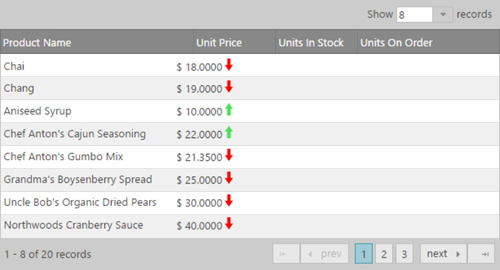 Show 8 records
Product Name Unit Price Units In Stock Units On Order
Chai $ 18.0000
Chang $ 19.0000
Aniseed Syrup $ 10.0000
Chef Anton's Cajun Seasoning $ 22.0000
Chef Anton's Gumbo Mix $ 21.3500
Grandma's Boysenberry Spread $ 25.0000
Uncle Bob's Organic Dried Pears $ 30.0000
Northwoods Cranberry Sauce $ 40.0000
1 - 8 of 20 records prev 1 2 3 next